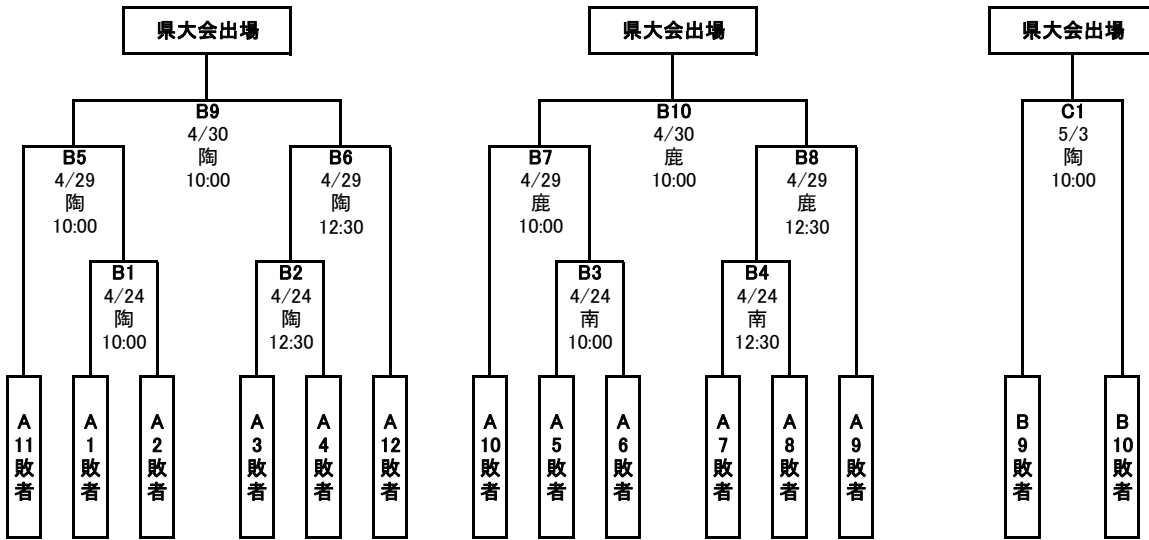 県大会出場
県大会出場
県大会出場
B9
4/30
陶
10:00
B10
4/30
鹿
10:00
C1
5/3
陶
10:00
B5
4/29
陶
10:00
B6
4/29
陶
12:30
B7
4/29
鹿
10:00
B8
4/29
鹿
12:30
B1
4/24
陶
10:00
B2
4/24
陶
12:30
B3
4/24
南
10:00
B4
4/24
南
12:30
A11敗者
A1敗者
A2敗者
A3敗者
A4敗者
A12敗者
A10敗者
A5敗者
A6敗者
A7敗者
A8敗者
A9敗者
B9敗者
B10敗者